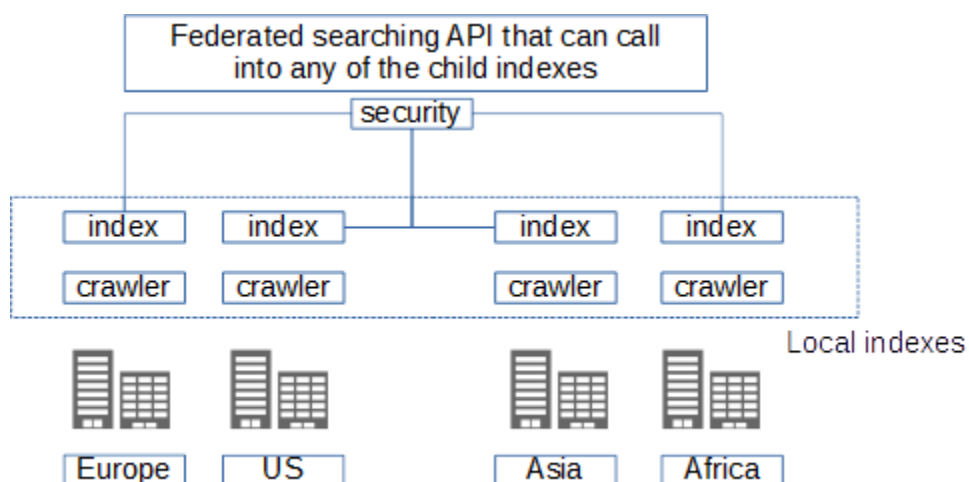 Federated searching API that can call
into any of the child indexes
security
index index index index
crawler crawler crawler crawler
Local indexes
Europe US Asia Africa